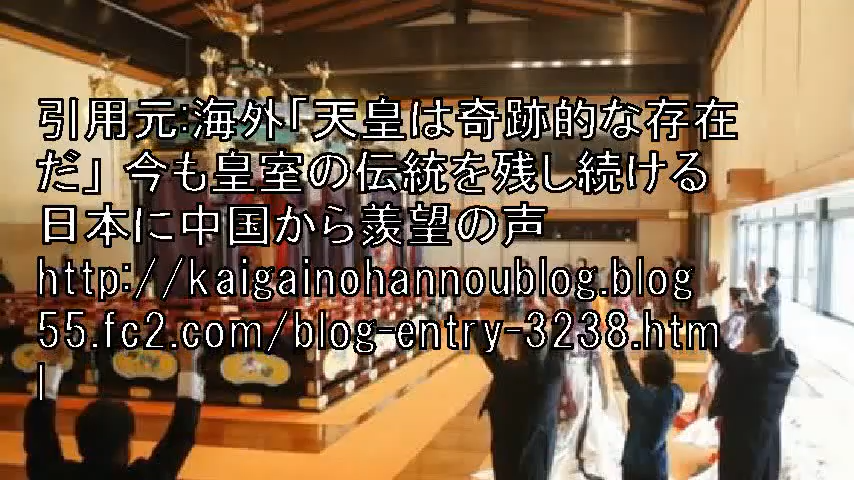 引用元:海外「天皇は奇跡的な存在
だ」 今も皇室の伝統を残し続ける
日本に中国から羨望の声
http://kaigainohannoublog.blog
55.fc2.com/blog-entry-3238.htm
l